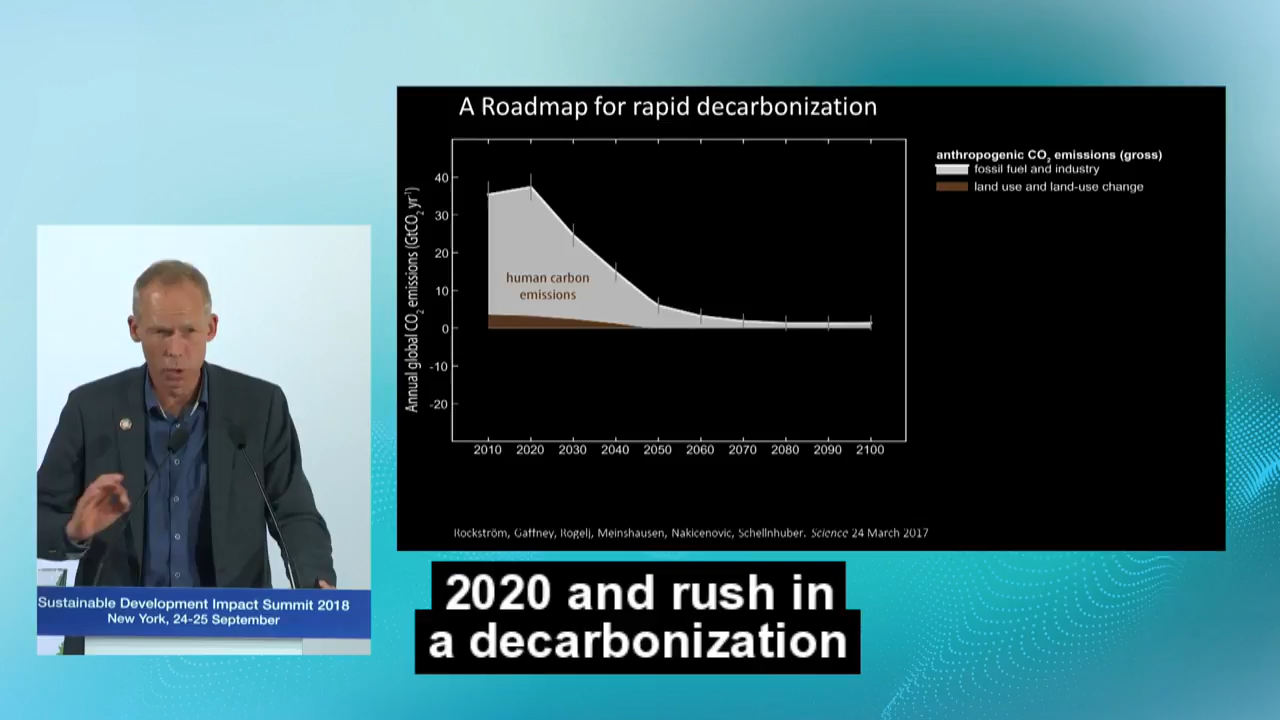 A Roadmap for rapid decarbonization
anthropogenic CO₂ emissions (gross)
fossil fuel and industry
land use and land-use change
Annual global CO₂ emissions (GtCO₂ yr⁻¹)
40
30
20
10
0
-10
-20
human carbon
emissions
2010 2020 2030 2040 2050 2060 2070 2080 2090 2100
Rockström, Gaffney, Rogelj, Meinshausen, Nakicenovic, Schellnhuber. Science 24 March 2017
Sustainable Development Impact Summit 2018
New York, 24-25 September
2020 and rush in
a decarbonization